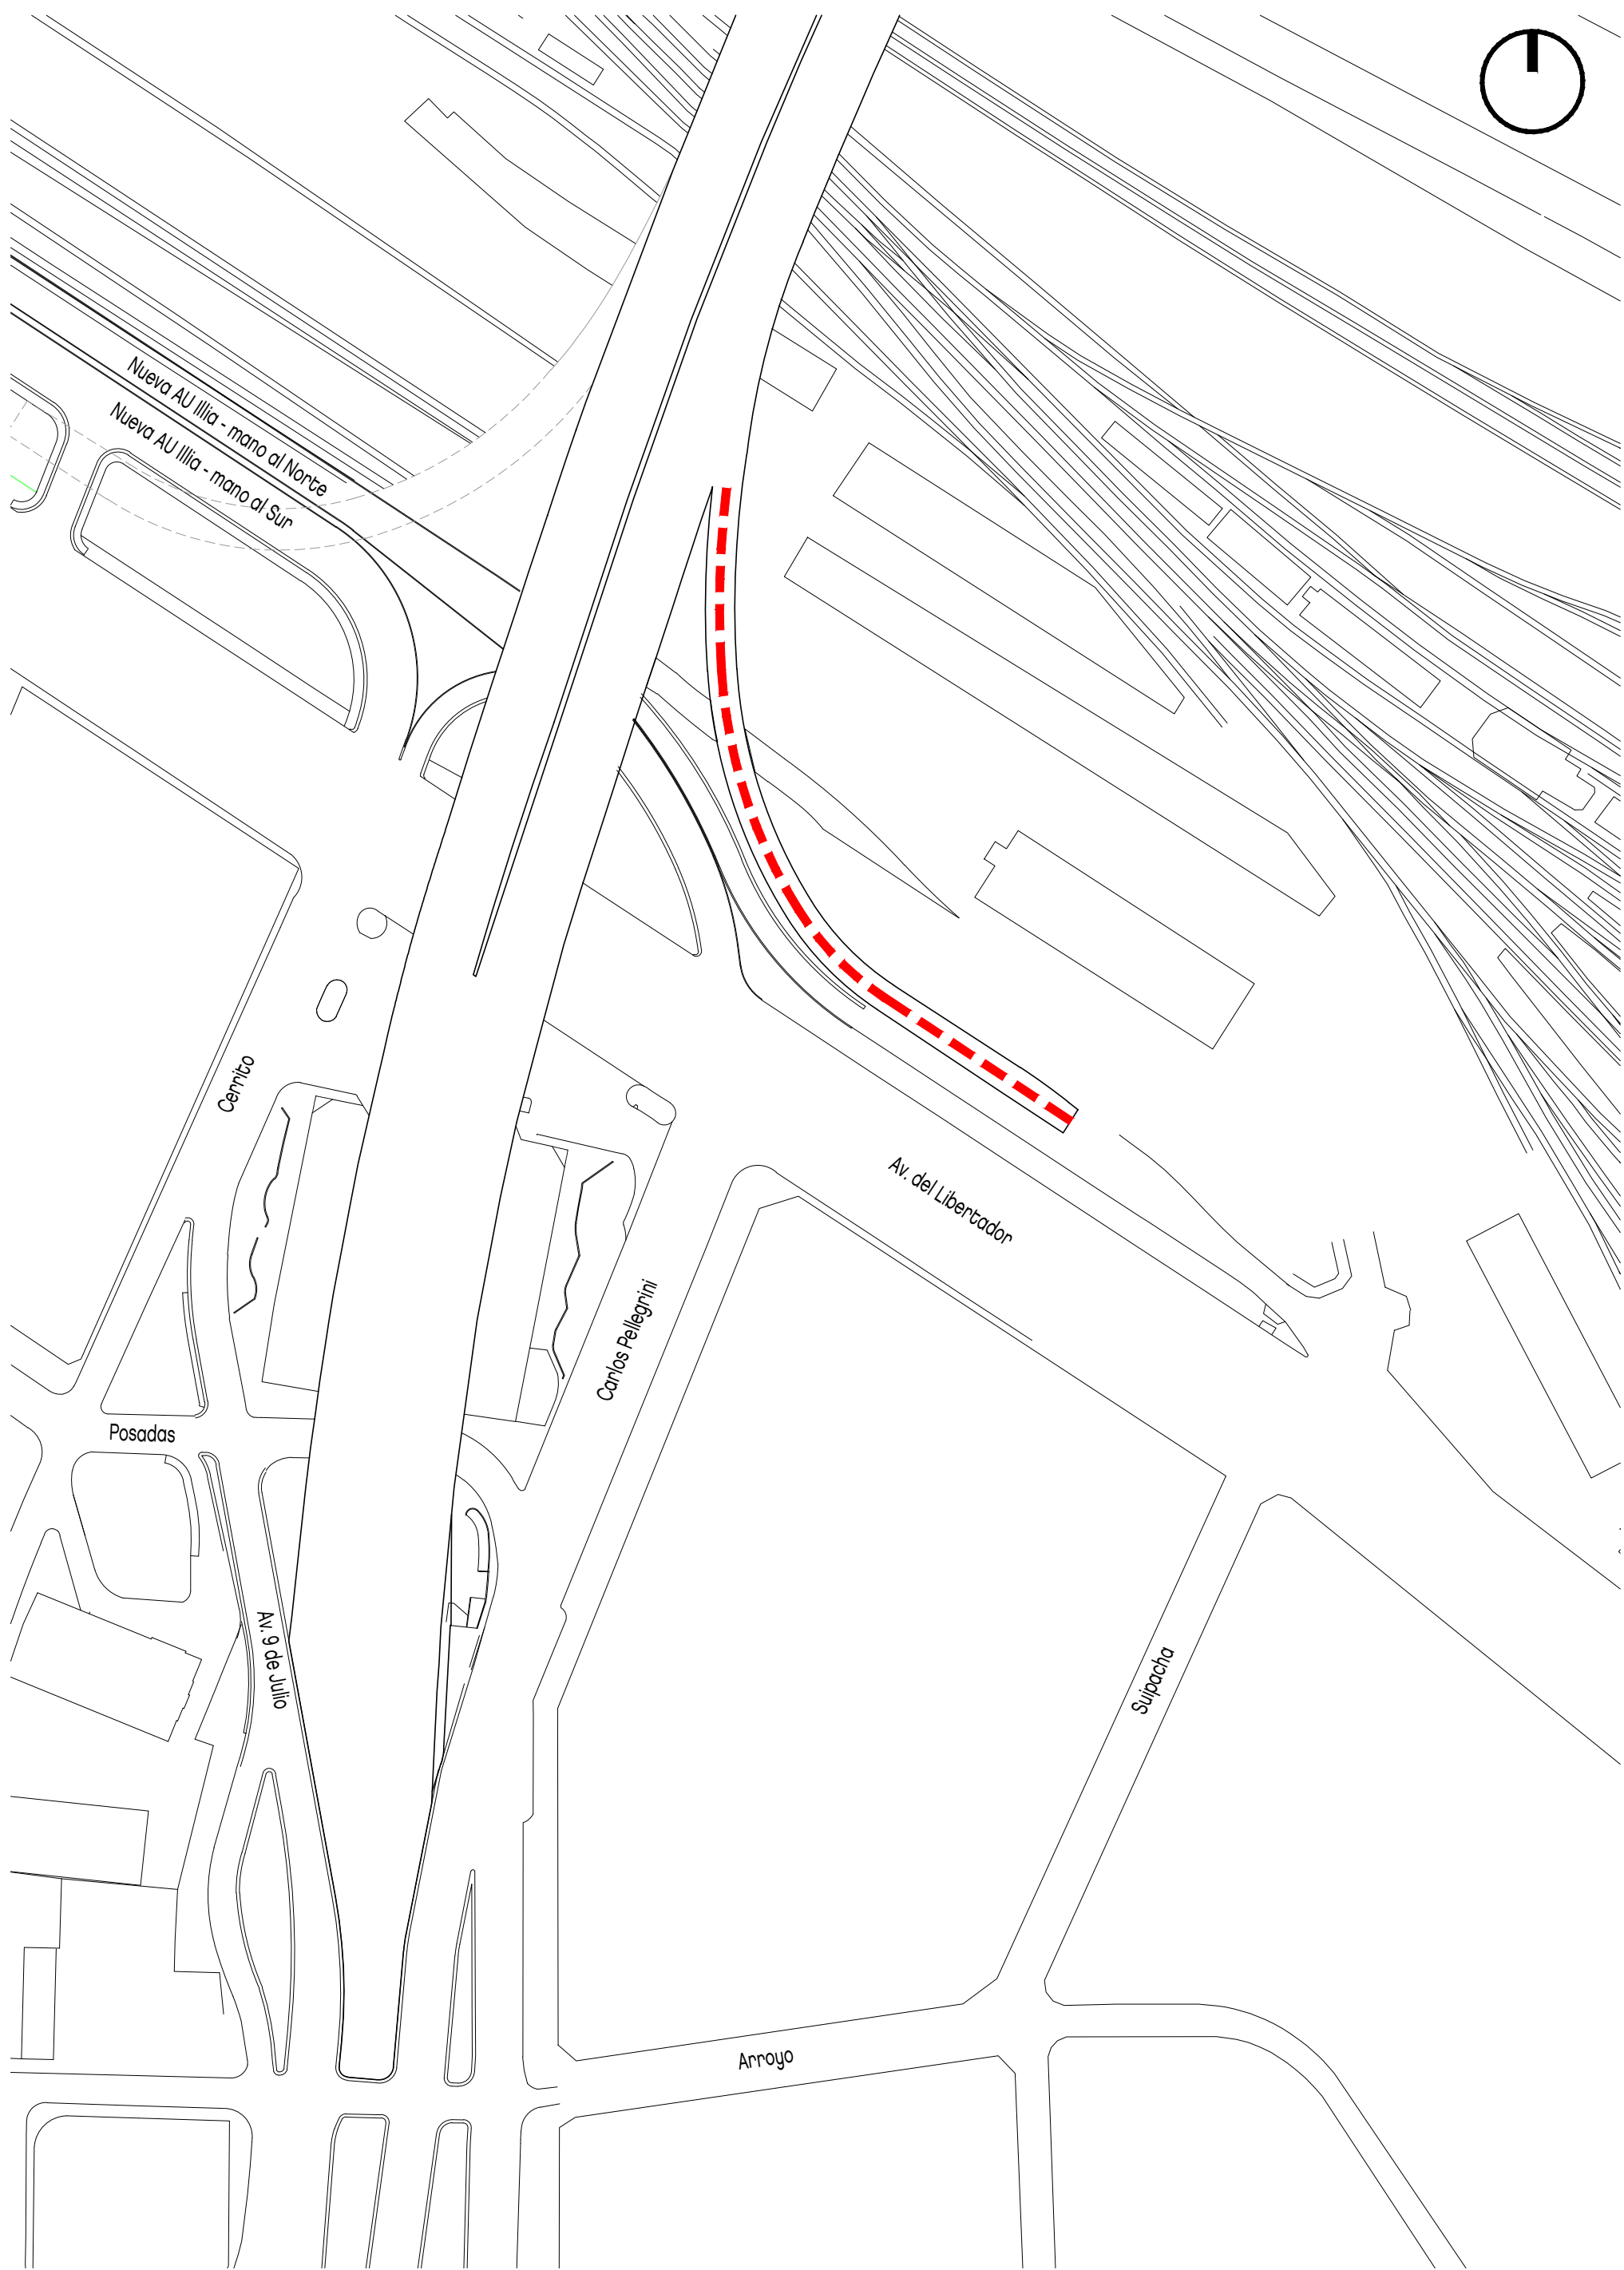 Nueva AU Illia - mano al Norte
Nueva AU Illia - mano al Sur
Cerrito
Av. del Libertador
Carlos Pellegrini
Posadas
Av. 9 de Julio
Suipacha
Arroyo